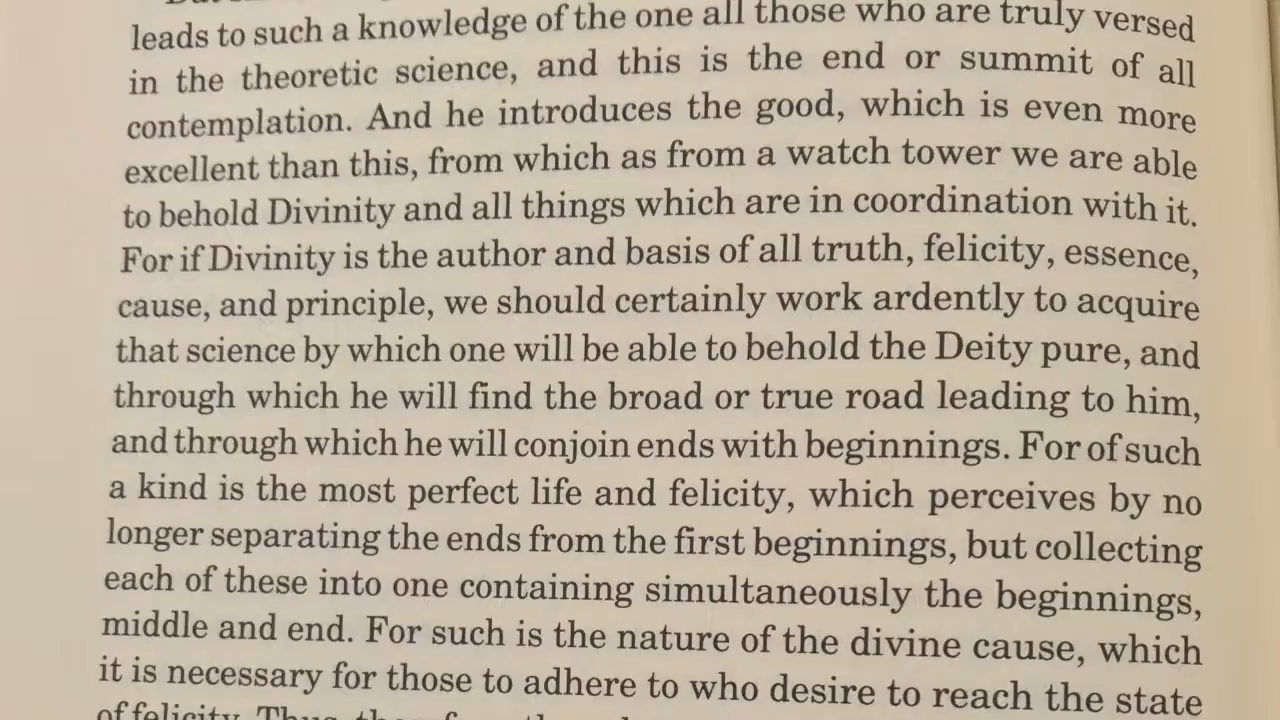 leads to such a knowledge of the one all those who are truly versed
in the theoretic science, and this is the end or summit of all
contemplation. And he introduces the good, which is even more
excellent than this, from which as from a watch tower we are able
to behold Divinity and all things which are in coordination with it.
For if Divinity is the author and basis of all truth, felicity, essence,
cause, and principle, we should certainly work ardently to acquire
that science by which one will be able to behold the Deity pure, and
through which he will find the broad or true road leading to him,
and through which he will conjoin ends with beginnings. For of such
a kind is the most perfect life and felicity, which perceives by no
longer separating the ends from the first beginnings, but collecting
each of these into one containing simultaneously the beginnings,
middle and end. For such is the nature of the divine cause, which
it is necessary for those to adhere to who desire to reach the state
of felicity. Thus